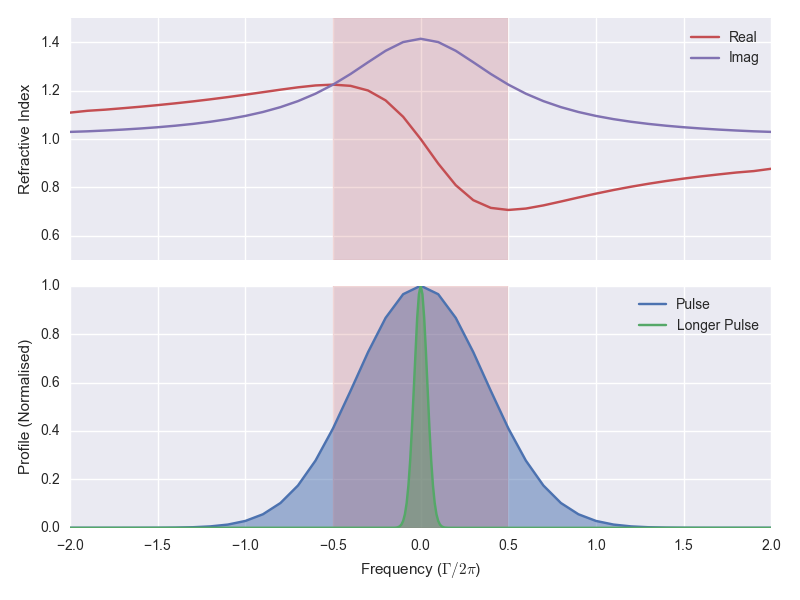 Real
Imag
Refractive Index
1.4
1.2
1.0
0.8
0.6
Pulse
Longer Pulse
Profile (Normalised)
1.0
0.8
0.6
0.4
0.2
0.0
−2.0 −1.5 −1.0 −0.5 0.0 0.5 1.0 1.5 2.0
Frequency (Γ/2π)